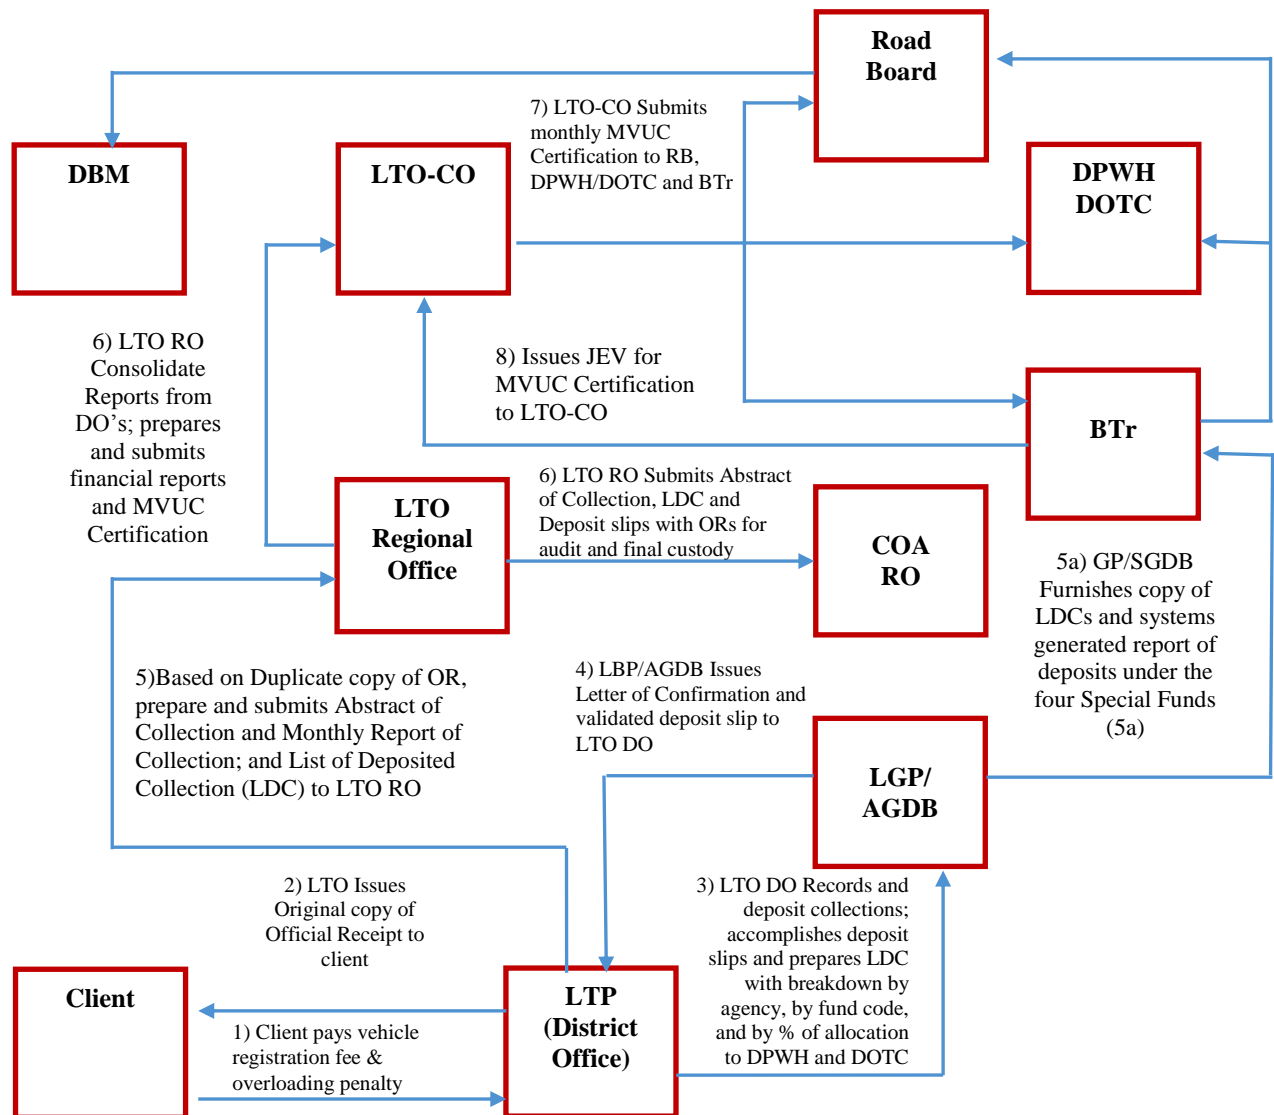 Road
Board
7) LTO-CO Submits
monthly MVUC
Certification to RB,
DPWH/DOTC and BTr
DBM
LTO-CO
DPWH
DOTC
6) LTO RO
Consolidate
Reports from
DO’s; prepares
and submits
financial reports
and MVUC
Certification
8) Issues JEV for
MVUC Certification
to LTO-CO
BTr
LTO
Regional
Office
6) LTO RO Submits Abstract
of Collection, LDC and
Deposit slips with ORs for
audit and final custody
COA
RO
5a) GP/SGDB
Furnishes copy of
LDCs and systems
generated report of
deposits under the
four Special Funds
(5a)
5)Based on Duplicate copy of OR,
prepare and submits Abstract of
Collection and Monthly Report of
Collection; and List of Deposited
Collection (LDC) to LTO RO
4) LBP/AGDB Issues
Letter of Confirmation and
validated deposit slip to
LTO DO
LGP/
AGDB
2) LTO Issues
Original copy of
Official Receipt to
client
3) LTO DO Records and
deposit collections;
accomplishes deposit
slips and prepares LDC
with breakdown by
agency, by fund code,
and by % of allocation
to DPWH and DOTC
Client
1) Client pays vehicle
registration fee &
overloading penalty
LTP
(District
Office)